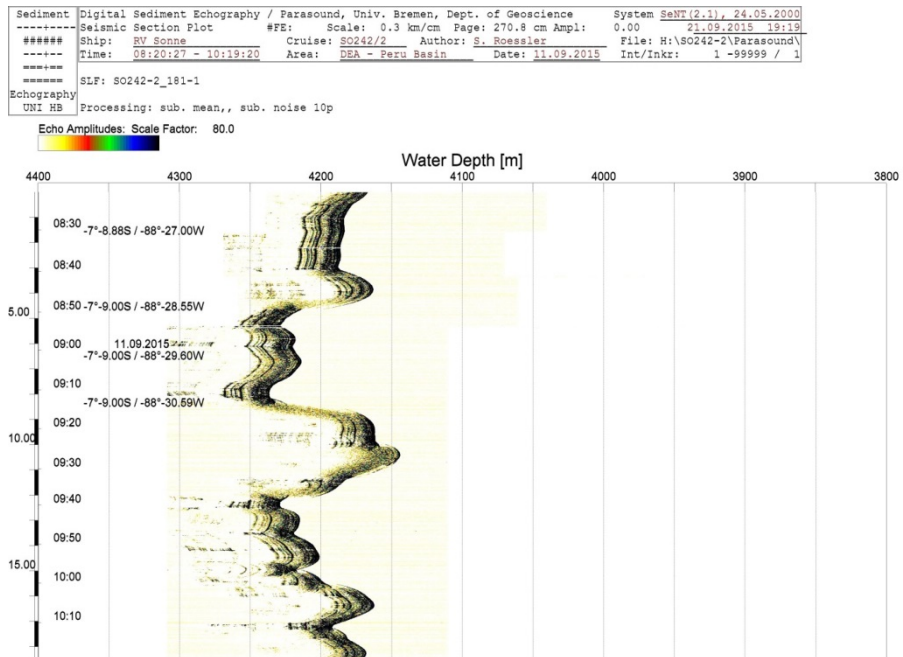 Sediment
----+----
######
----+---
===+==
======
Echography
UNI HB
Digital Sediment Echography / Parasound, Univ. Bremen, Dept. of Geoscience System SeNT(2.1), 24.05.2000
Seismic Section Plot #FE: Scale: 0.3 km/cm Page: 270.8 cm Ampl: 0.00 21.09.2015 19:19
Ship: RV Sonne Cruise: SO242/2 Author: S. Roessler File: H:\SO242-2\Parasound\
Time: 08:20:27 - 10:19:20 Area: DEA - Peru Basin Date: 11.09.2015 Int/Inkr: 1 -99999 / 1
SLF: SO242-2_181-1
Processing: sub. mean,, sub. noise 10p
Echo Amplitudes: Scale Factor: 80.0
Water Depth [m]
4400 4300 4200 4100 4000 3900 3800
08:30 -7°-8.88S / -88°-27.00W
08:40
08:50 -7°-9.00S / -88°-28.55W
5.00
09:00 11.09.2015
-7°-9.00S / -88°-29.60W
09:10
-7°-9.00S / -88°-30.59W
09:20
10.00
09:30
09:40
09:50
15.00
10:00
10:10